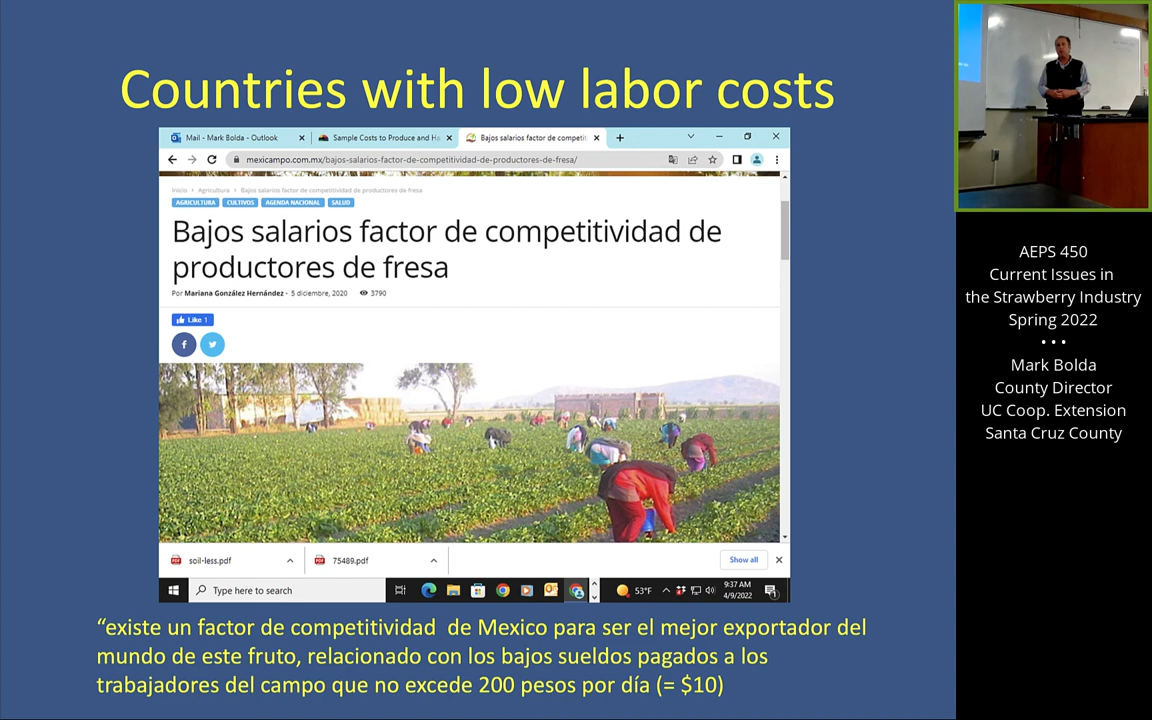 Countries with low labor costs
Mail - Mark Bolda - Outlook
Sample Costs to Produce and Ha
Bajos salarios factor de competit
mexicampo.com.mx/bajos-salarios-factor-de-competitividad-de-productores-de-fresa/
Inicio > Agricultura > Bajos salarios factor de competitividad de productores de fresa
AGRICULTURA CULTIVOS AGENDA NACIONAL SALUD
Bajos salarios factor de competitividad de
productores de fresa
Por Mariana González Hernández - 5 diciembre, 2020 3790
Like 1
soil-less.pdf
75489.pdf
Show all
Type here to search
53°F
9:37 AM
4/9/2022
“existe un factor de competitividad de Mexico para ser el mejor exportador del
mundo de este fruto, relacionado con los bajos sueldos pagados a los
trabajadores del campo que no excede 200 pesos por día (= $10)
AEPS 450
Current Issues in
the Strawberry Industry
Spring 2022
• • •
Mark Bolda
County Director
UC Coop. Extension
Santa Cruz County